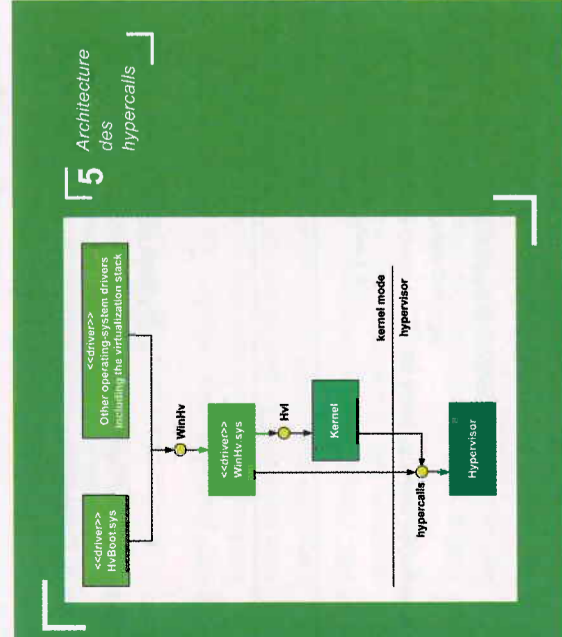 5 Architecture
des
hypercalls
<<driver>>
HvBoot.sys
<<driver>>
Other operating-system drivers
including the virtualization stack
WinHv
<<driver>>
WinHv.sys
Hvl
Kernel
kernel mode
hypervisor
hypercalls
Hypervisor